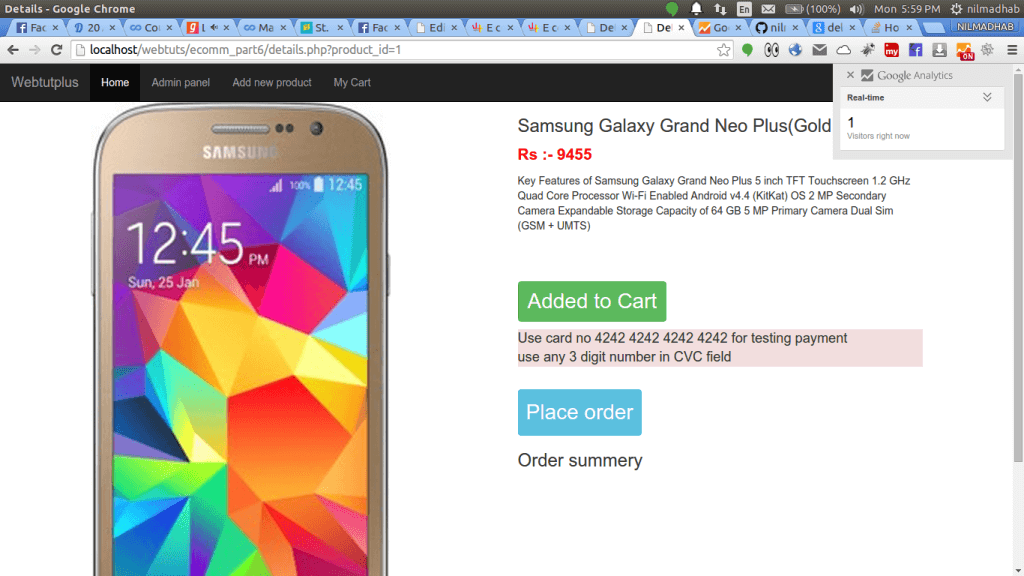 Details - Google Chrome
En
(100%)
Mon 5:59 PM
nilmadhab
Fac
20
Co
L
Ma
St.
Fac
Edi
E c
E c
De
De
Go
nil
del
Ho
NILMADHAB
localhost/webtuts/ecomm_part6/details.php?product_id=1
my
ON
Webtutplus
Home
Admin panel
Add new product
My Cart
Google Analytics
Real-time
1
Visitors right now
SAMSUNG
100%
12:45
12:45 PM
Sun, 25 Jan
Samsung Galaxy Grand Neo Plus(Gold
Rs :- 9455
Key Features of Samsung Galaxy Grand Neo Plus 5 inch TFT Touchscreen 1.2 GHz
Quad Core Processor Wi-Fi Enabled Android v4.4 (KitKat) OS 2 MP Secondary
Camera Expandable Storage Capacity of 64 GB 5 MP Primary Camera Dual Sim
(GSM + UMTS)
Added to Cart
Use card no 4242 4242 4242 4242 for testing payment
use any 3 digit number in CVC field
Place order
Order summery